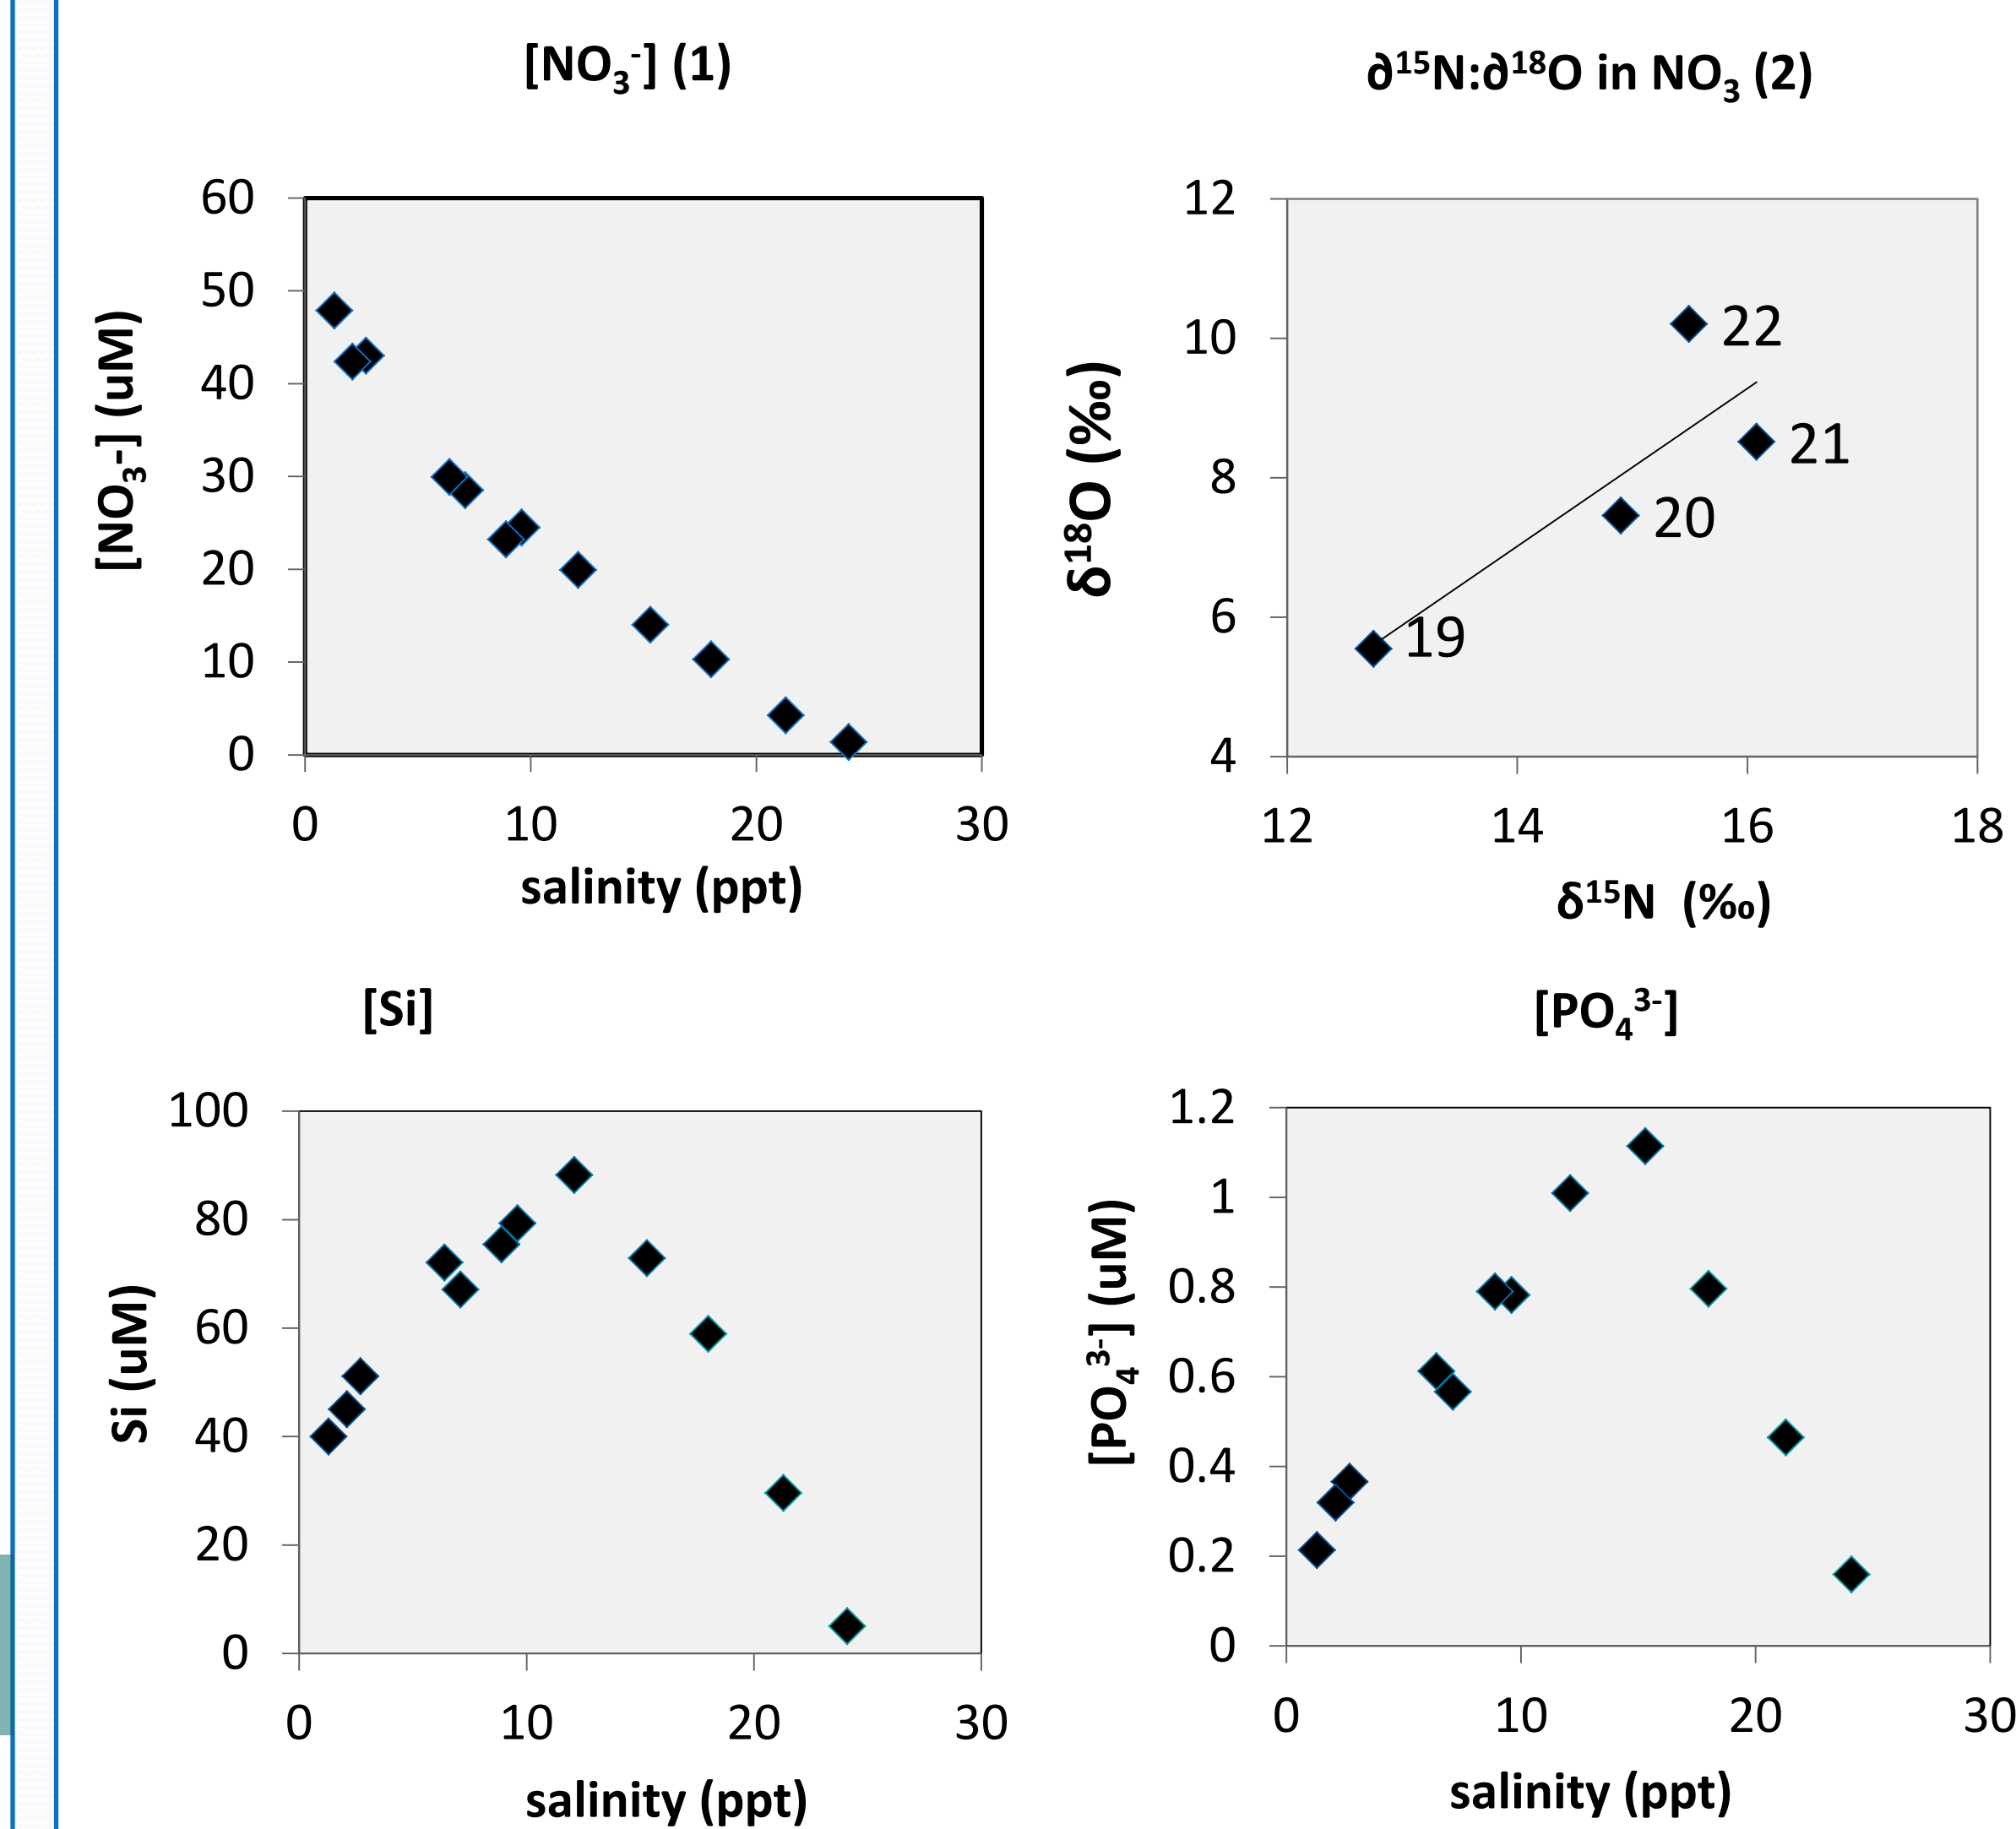 [NO₃⁻] (1)
60
50
40
30
20
10
0
[NO₃-] (uM)
0 10 20 30
salinity (ppt)
∂¹⁵N:∂¹⁸O in NO₃ (2)
12
10
8
6
4
δ¹⁸O (‰)
22
21
20
19
12 14 16 18
δ¹⁵N (‰)
[Si]
100
80
60
40
20
0
Si (uM)
0 10 20 30
salinity (ppt)
[PO₄³⁻]
1.2
1
0.8
0.6
0.4
0.2
0
[PO₄³⁻] (uM)
0 10 20 30
salinity (ppt)